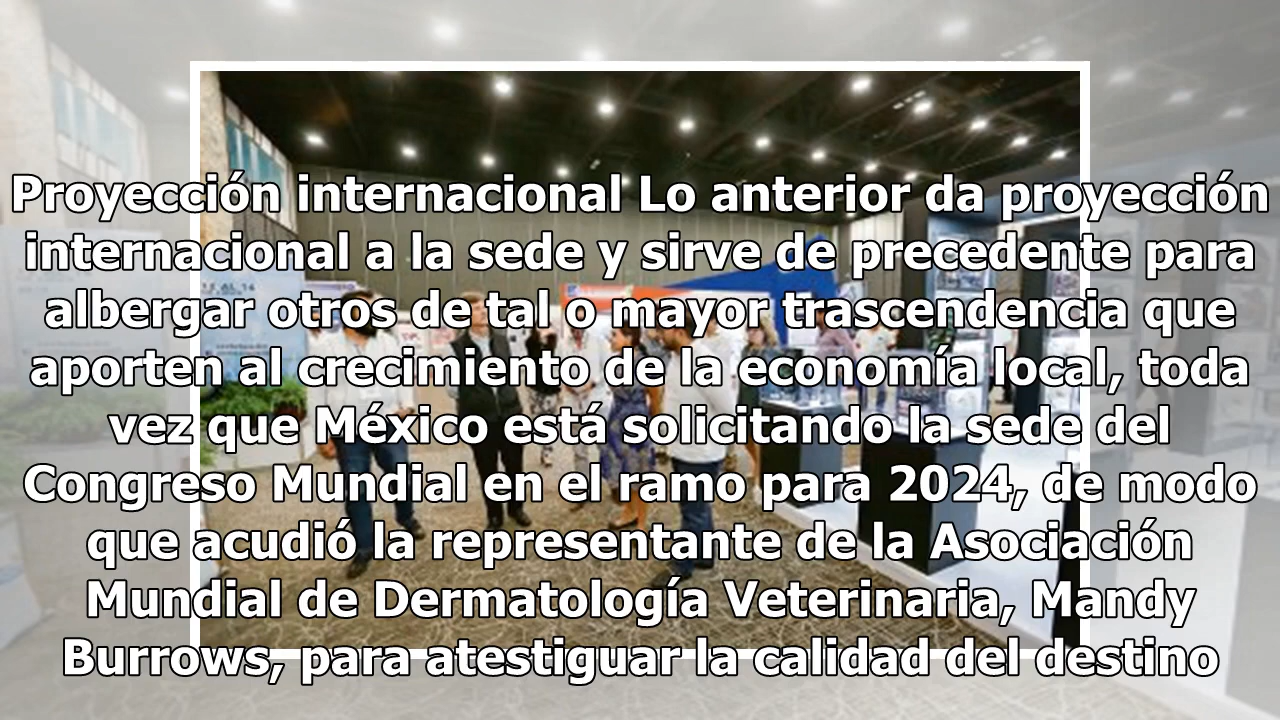 Proyección internacional Lo anterior da proyección
internacional a la sede y sirve de precedente para
albergar otros de tal o mayor trascendencia que
aporten al crecimiento de la economía local, toda
vez que México está solicitando la sede del
Congreso Mundial en el ramo para 2024, de modo
que acudió la representante de la Asociación
Mundial de Dermatología Veterinaria, Mandy
Burrows, para atestiguar la calidad del destino